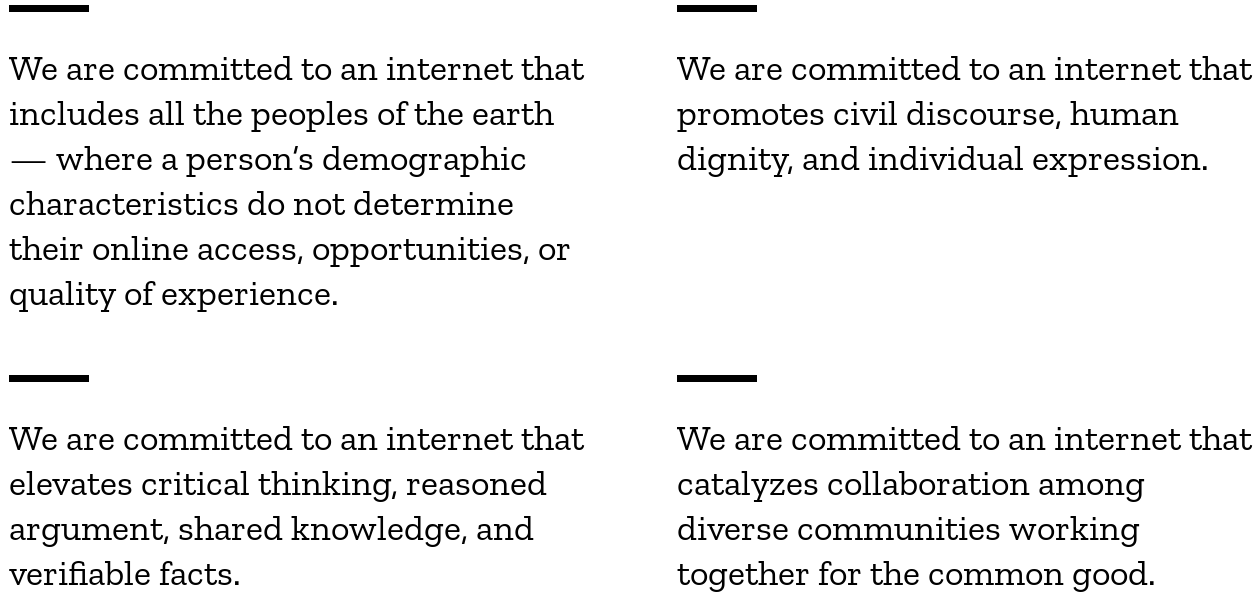 We are committed to an internet that
includes all the peoples of the earth
— where a person’s demographic
characteristics do not determine
their online access, opportunities, or
quality of experience.
We are committed to an internet that
promotes civil discourse, human
dignity, and individual expression.
We are committed to an internet that
elevates critical thinking, reasoned
argument, shared knowledge, and
verifiable facts.
We are committed to an internet that
catalyzes collaboration among
diverse communities working
together for the common good.